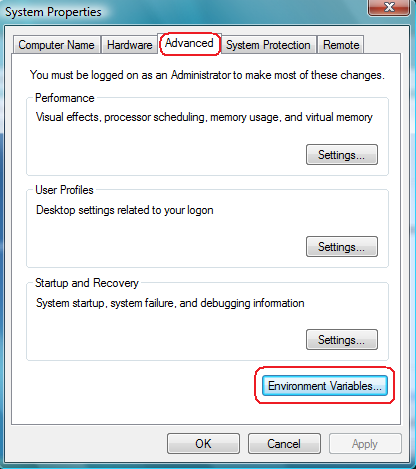 System Properties
Computer Name Hardware Advanced System Protection Remote
You must be logged on as an Administrator to make most of these changes.
Performance
Visual effects, processor scheduling, memory usage, and virtual memory
Settings...
User Profiles
Desktop settings related to your logon
Settings...
Startup and Recovery
System startup, system failure, and debugging information
Settings...
Environment Variables...
OK Cancel Apply